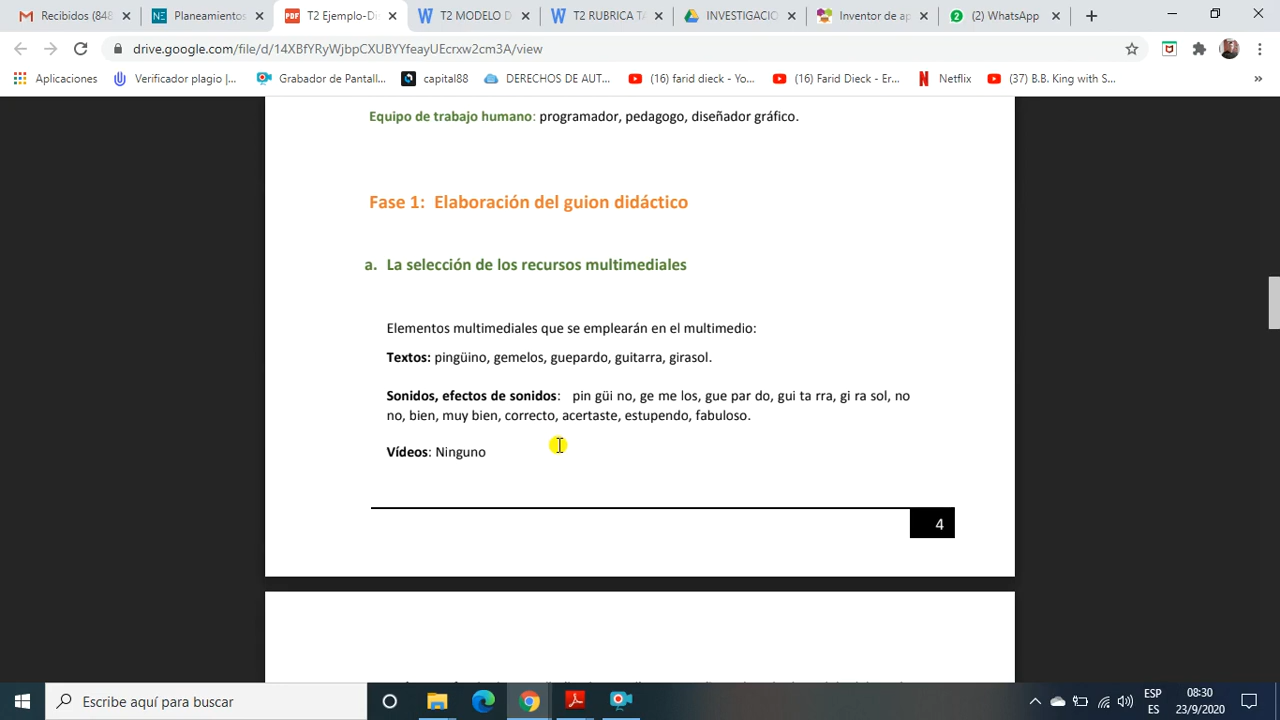 Recibidos (848
Planeamientos
T2 Ejemplo-Di
T2 MODELO D
T2 RUBRICA TA
INVESTIGACIO
Inventor de ap
(2) WhatsApp
drive.google.com/file/d/14XBfYRyWjbpCXUBYYfeayUEcrxw2cm3A/view
Aplicaciones
Verificador plagio |...
Grabador de Pantall...
capital88
DERECHOS DE AUT...
(16) farid dieck - Yo...
(16) Farid Dieck - Er...
Netflix
(37) B.B. King with S...
»
Equipo de trabajo humano: programador, pedagogo, diseñador gráfico.
Fase 1: Elaboración del guion didáctico
a. La selección de los recursos multimediales
Elementos multimediales que se emplearán en el multimedio:
Textos: pingüino, gemelos, guepardo, guitarra, girasol.
Sonidos, efectos de sonidos: pin güi no, ge me los, gue par do, gui ta rra, gi ra sol, no
no, bien, muy bien, correcto, acertaste, estupendo, fabuloso.
Vídeos: Ninguno
4
Escribe aquí para buscar
ESP
ES
08:30
23/9/2020